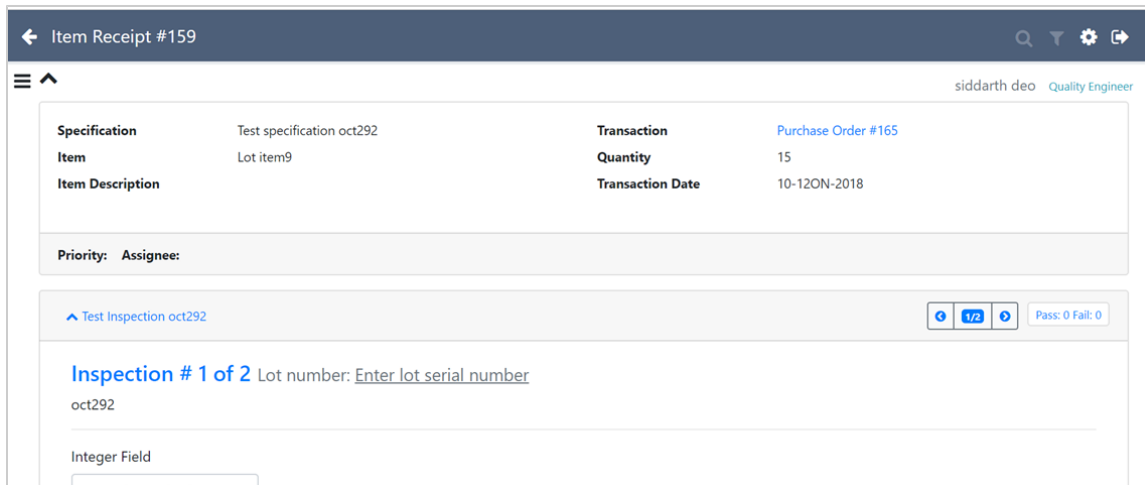 Item Receipt #159
siddarth deo Quality Engineer
Specification Test specification oct292 Transaction Purchase Order #165
Item Lot item9 Quantity 15
Item Description Transaction Date 10-12ON-2018
Priority: Assignee:
Test Inspection oct292 1/2 Pass: 0 Fail: 0
Inspection # 1 of 2 Lot number: Enter lot serial number
oct292
Integer Field